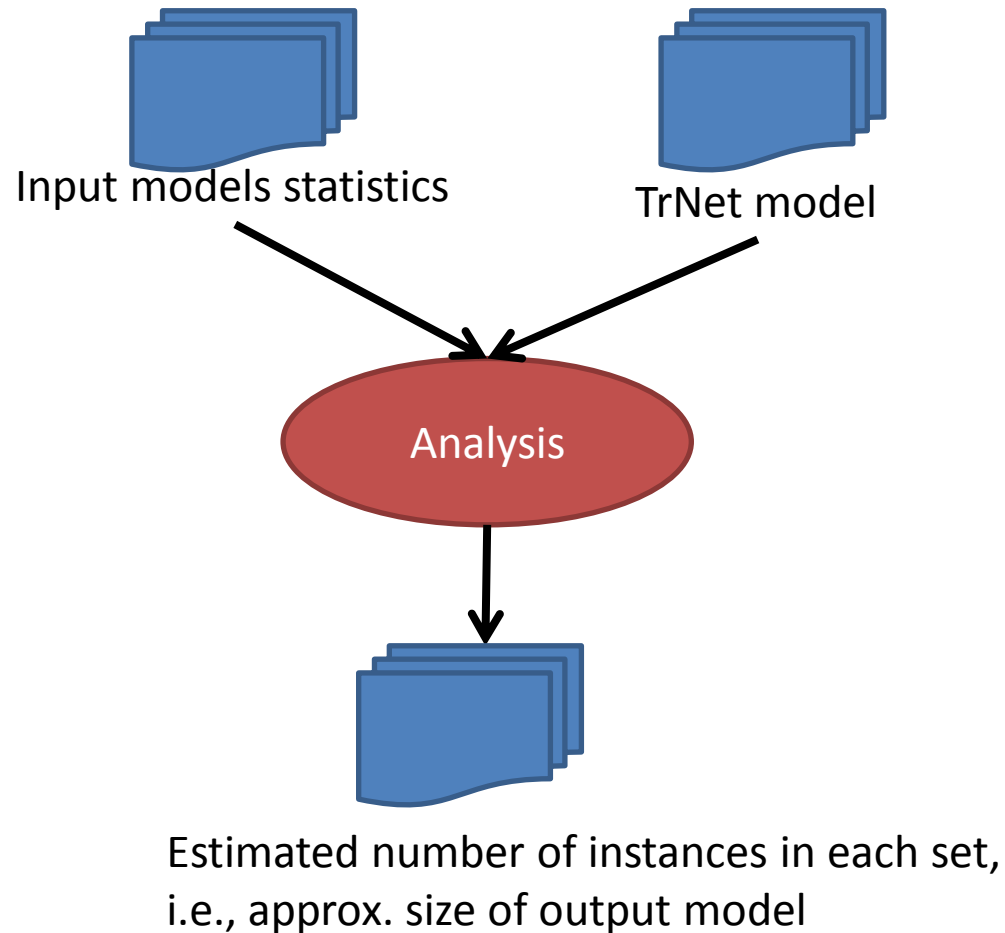 Input models statistics
TrNet model
Analysis
Estimated number of instances in each set,
i.e., approx. size of output model